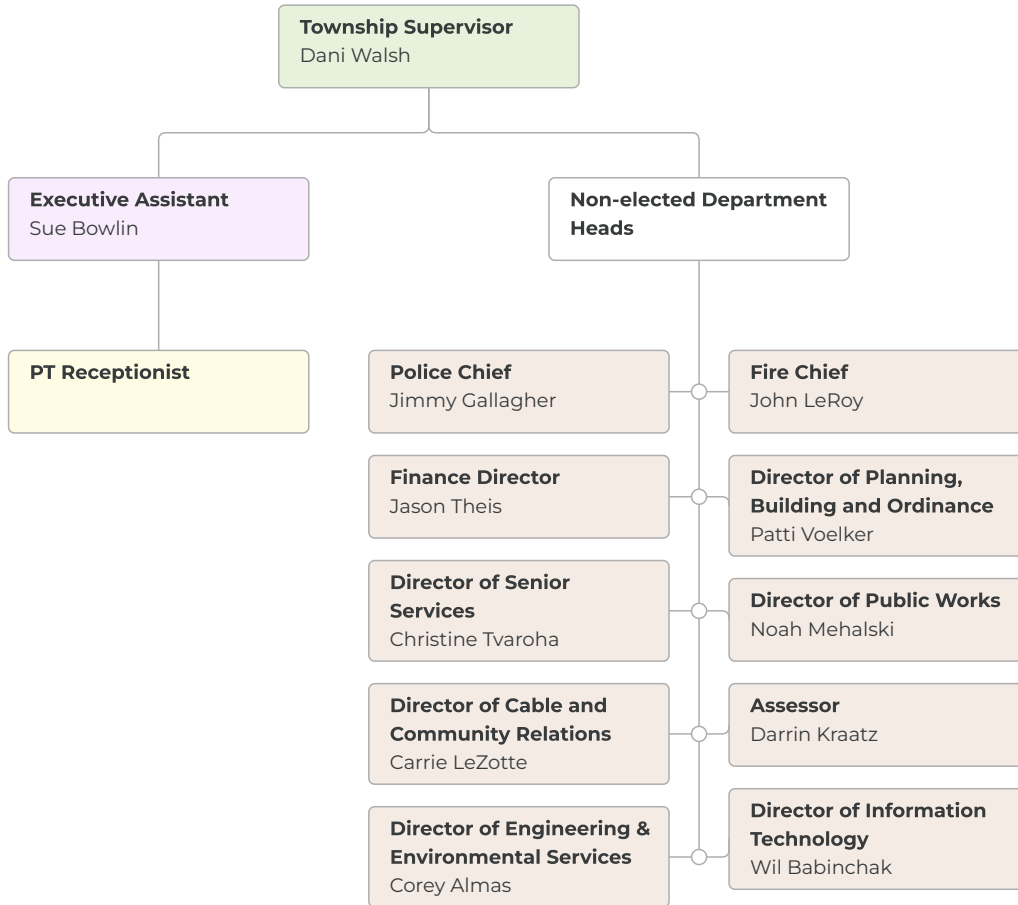 Township Supervisor
Dani Walsh
Executive Assistant
Sue Bowlin
Non-elected Department
Heads
PT Receptionist
Police Chief
Jimmy Gallagher
Fire Chief
John LeRoy
Finance Director
Jason Theis
Director of Planning,
Building and Ordinance
Patti Voelker
Director of Senior
Services
Christine Tvaroha
Director of Public Works
Noah Mehalski
Director of Cable and
Community Relations
Carrie LeZotte
Assessor
Darrin Kraatz
Director of Engineering &
Environmental Services
Corey Almas
Director of Information
Technology
Wil Babinchak